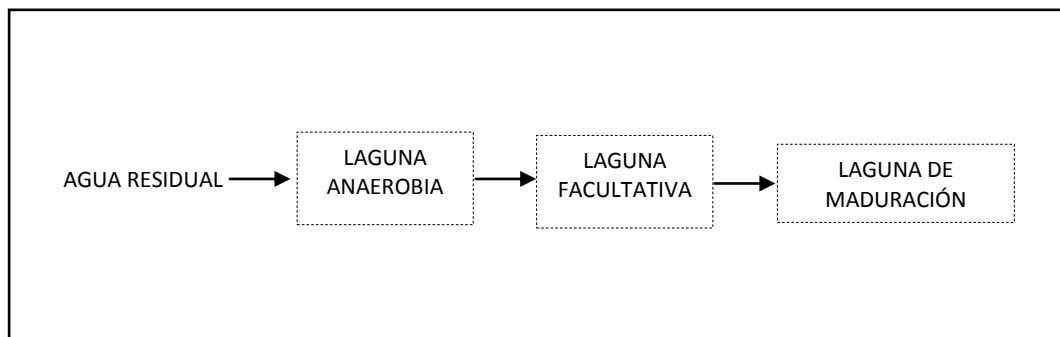 AGUA RESIDUAL
LAGUNA
ANAEROBIA
LAGUNA
FACULTATIVA
LAGUNA DE
MADURACIÓN